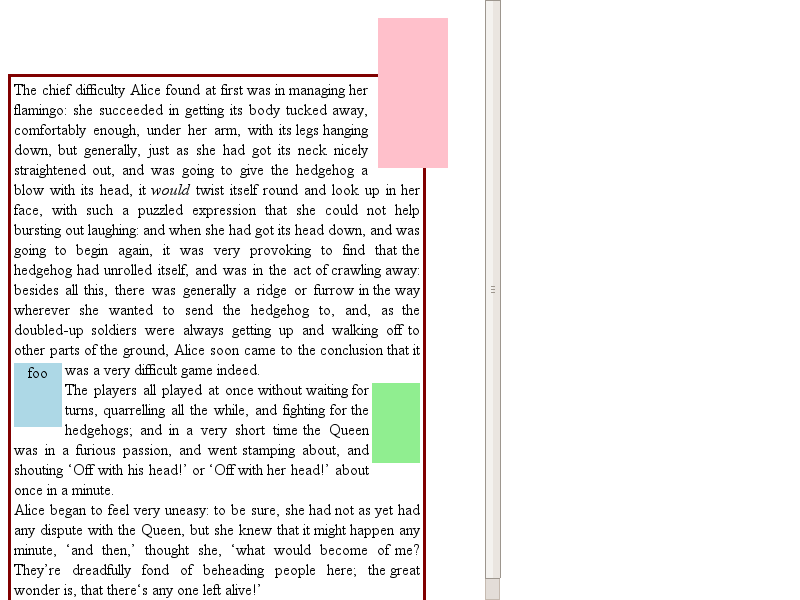 The chief difficulty Alice found at first was in managing her
flamingo: she succeeded in getting its body tucked away,
comfortably enough, under her arm, with its legs hanging
down, but generally, just as she had got its neck nicely
straightened out, and was going to give the hedgehog a
blow with its head, it would twist itself round and look up in her
face, with such a puzzled expression that she could not help
bursting out laughing: and when she had got its head down, and was
going to begin again, it was very provoking to find that the
hedgehog had unrolled itself, and was in the act of crawling away:
besides all this, there was generally a ridge or furrow in the way
wherever she wanted to send the hedgehog to, and, as the
doubled-up soldiers were always getting up and walking off to
other parts of the ground, Alice soon came to the conclusion that it
foo
was a very difficult game indeed.
The players all played at once without waiting for
turns, quarrelling all the while, and fighting for the
hedgehogs; and in a very short time the Queen
was in a furious passion, and went stamping about, and
shouting ‘Off with his head!’ or ‘Off with her head!’ about
once in a minute.
Alice began to feel very uneasy: to be sure, she had not as yet had
any dispute with the Queen, but she knew that it might happen any
minute, ‘and then,’ thought she, ‘what would become of me?
They’re dreadfully fond of beheading people here; the great
wonder is, that there‘s any one left alive!’